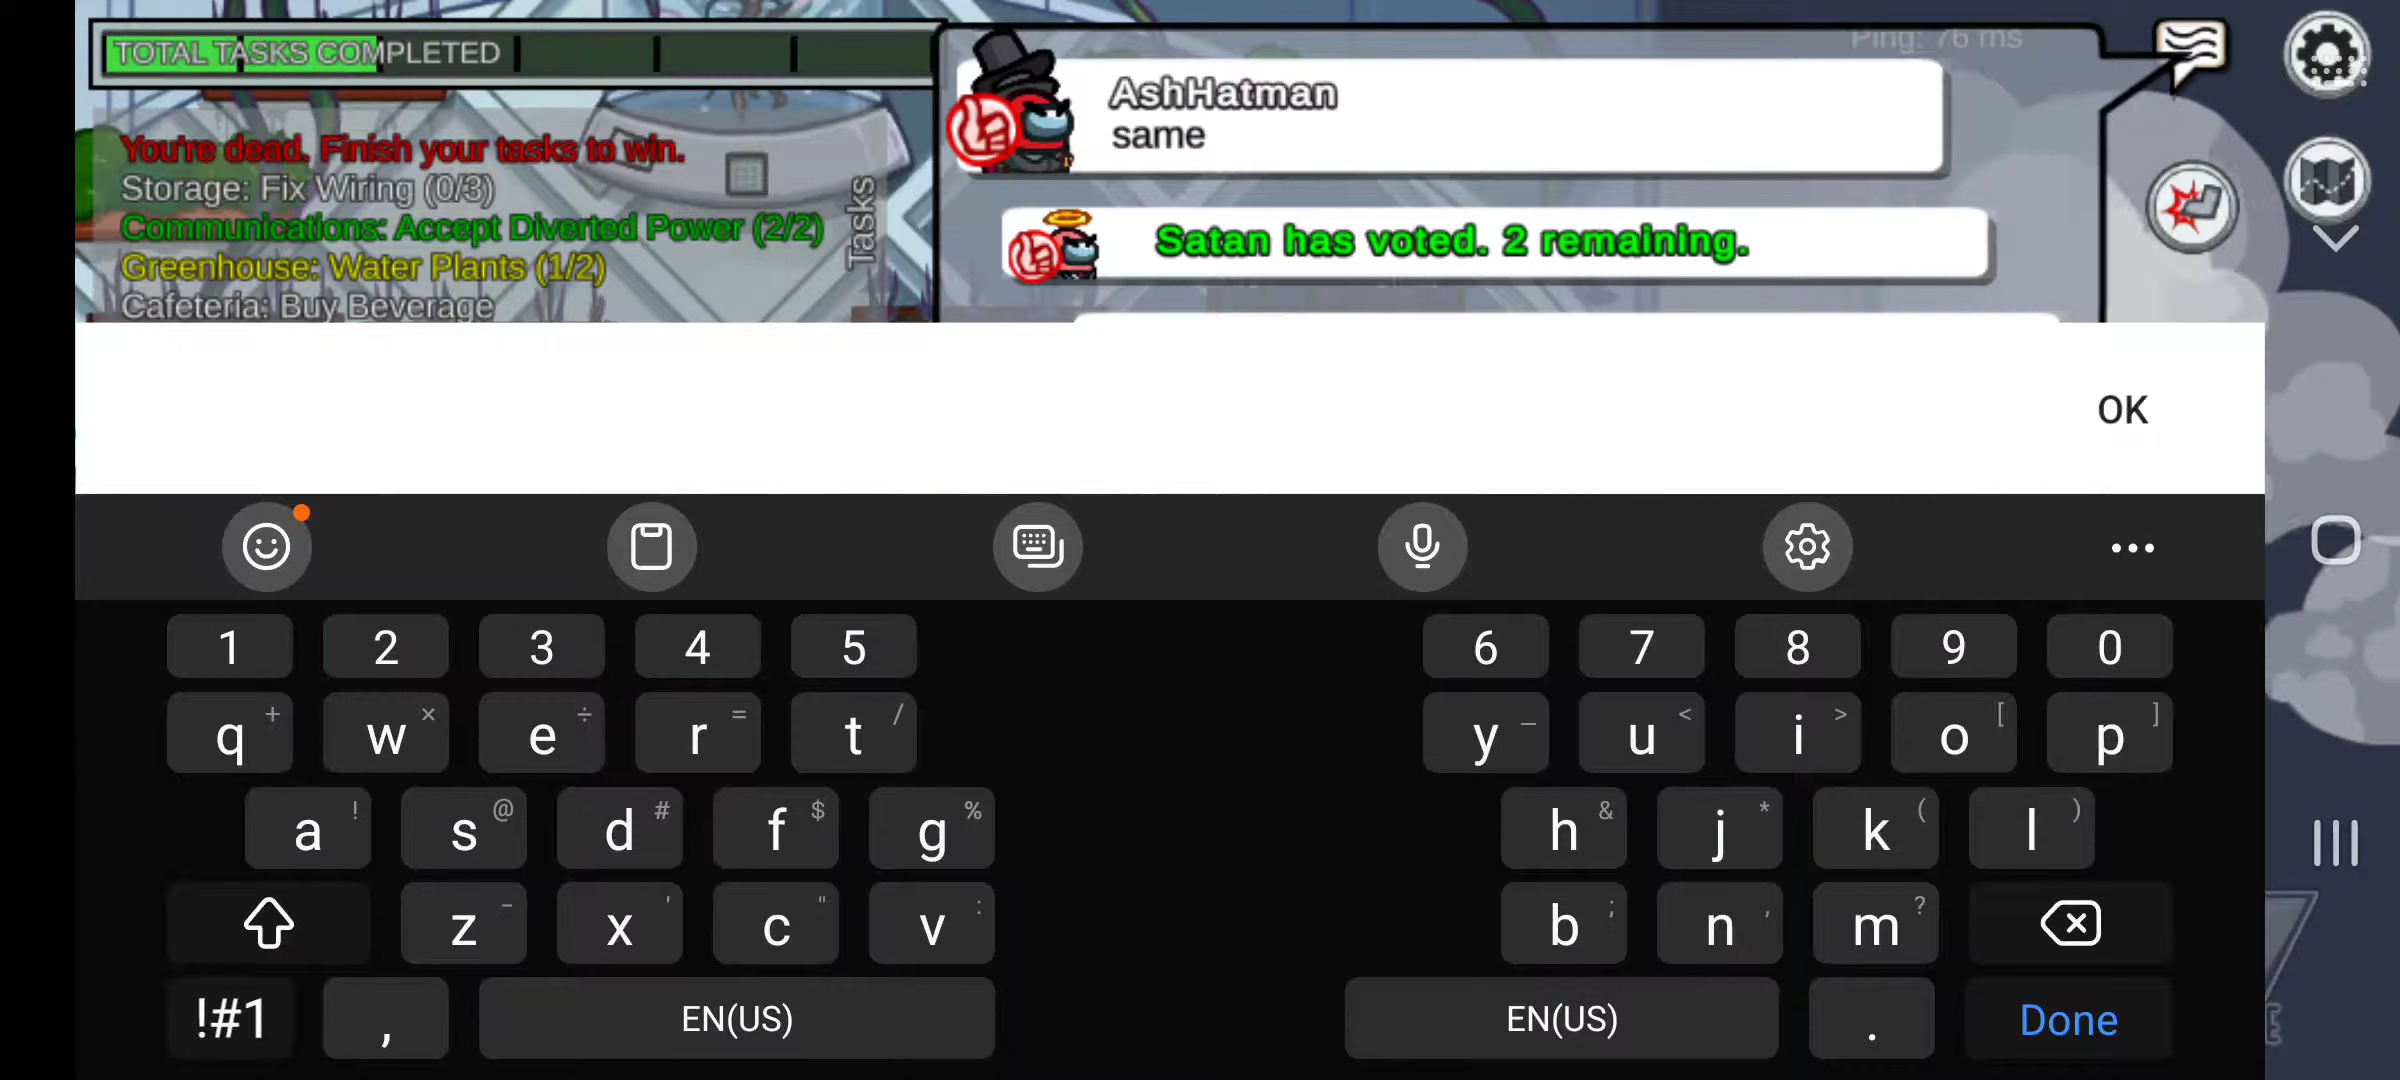 TOTAL TASKS COMPLETED
Ping: 76 ms
You're dead. Finish your tasks to win.
Storage: Fix Wiring (0/3)
Communications: Accept Diverted Power (2/2)
Greenhouse: Water Plants (1/2)
Cafeteria: Buy Beverage
Tasks
AshHatman
same
Satan has voted. 2 remaining.
OK
1 2 3 4 5 6 7 8 9 0
q + w × e ÷ r = t / y _ u < i > o [ p ]
a ! s @ d # f $ g % h & j * k ( l )
z - x ' c " v : b ; n , m ?
!#1 , EN(US) EN(US) . Done